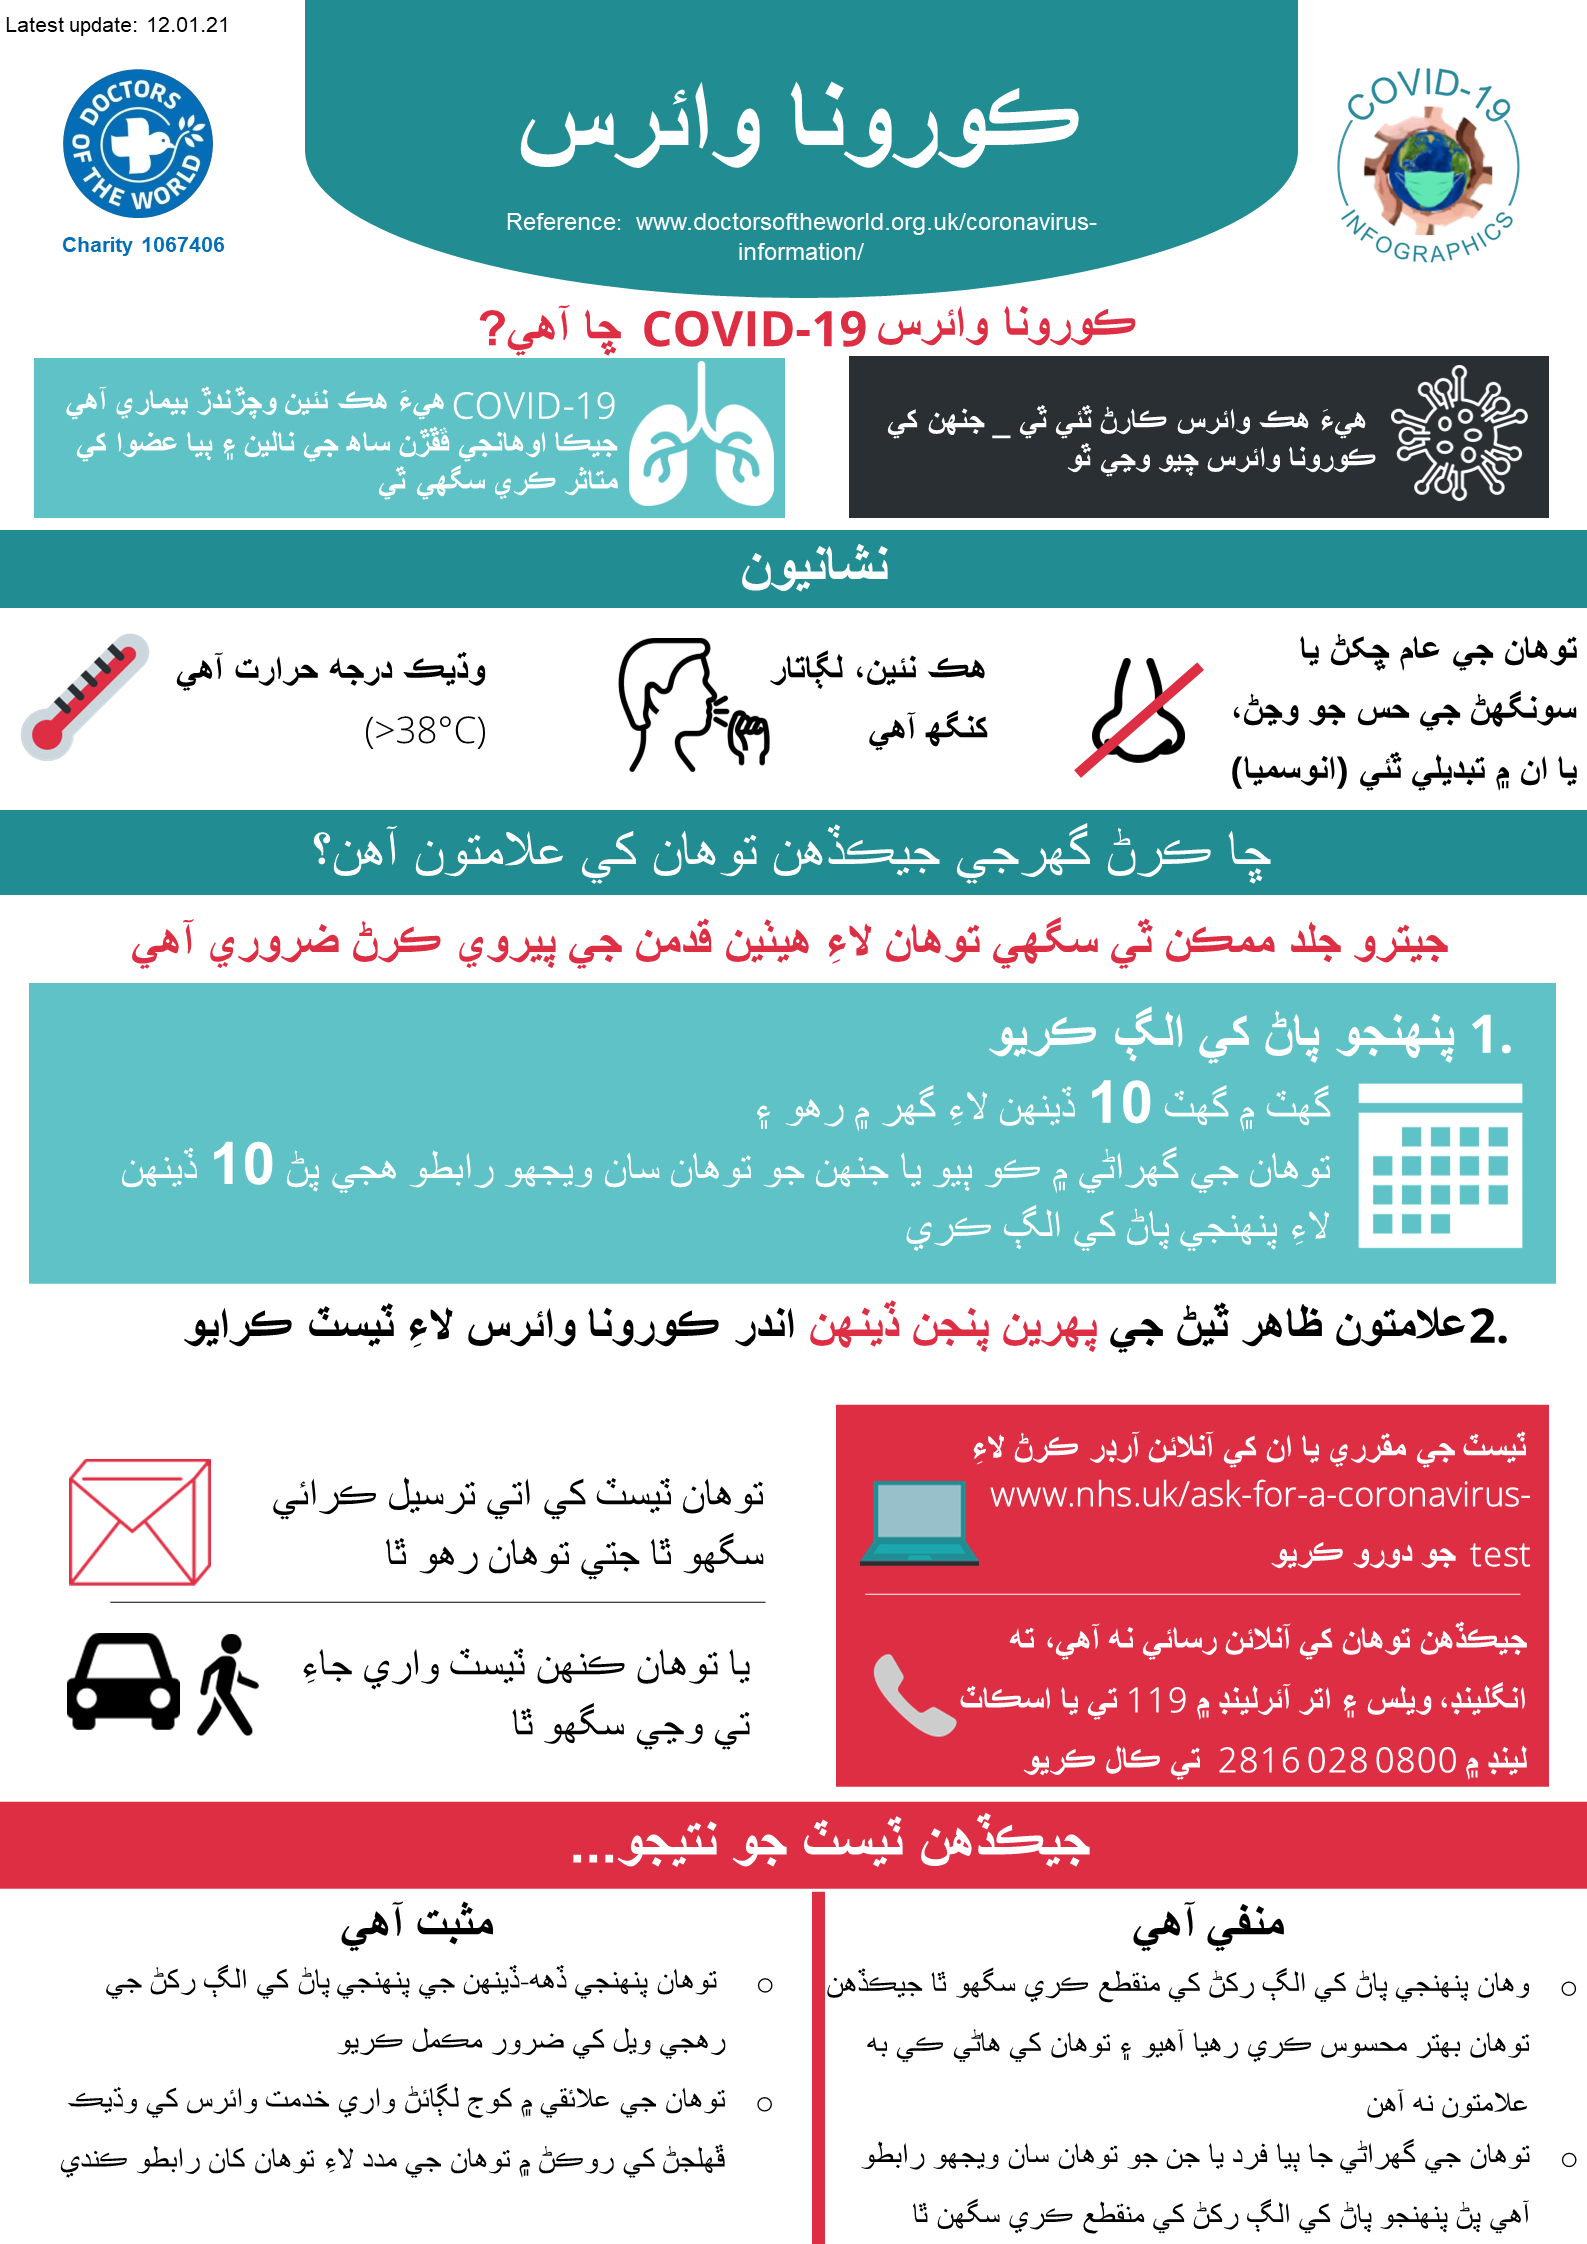 Latest update: 12.01.21
DOCTORS OF THE WORLD
Charity 1067406
ڪورونا وائرس
Reference: www.doctorsoftheworld.org.uk/coronavirus-
information/
COVID-19
INFOGRAPHICS
ڪورونا وائرس COVID-19 ڇا آهي؟
هيءَ هڪ وائرس ڪارڻ ٿئي ٿي _ جنهن کي
ڪورونا وائرس چيو وڃي ٿو
COVID-19 هيءَ هڪ نئين وچڙندڙ بيماري آهي
جيڪا اوهانجي ڦڦڙن ساھ جي نالين ۽ ٻيا عضوا کي
متاثر ڪري سگهي ٿي
نشانيون
توهان جي عام چکڻ يا
سونگهڻ جي حس جو وڃڻ،
يا ان ۾ تبديلي ٿئي (انوسميا)
هڪ نئين، لڳاتار
کنگھ آهي
وڌيڪ درجه حرارت آهي
(>38°C)
ڇا ڪرڻ گهرجي جيڪڏهن توهان کي علامتون آهن؟
جيترو جلد ممڪن ٿي سگهي توهان لاءِ هيٺين قدمن جي پيروي ڪرڻ ضروري آهي
1. پنهنجو پاڻ کي الڳ ڪريو
گهٽ ۾ گهٽ 10 ڏينهن لاءِ گهر ۾ رهو ۽
توهان جي گهراڻي ۾ ڪو ٻيو يا جنهن جو توهان سان ويجهو رابطو هجي پڻ 10 ڏينهن
لاءِ پنهنجي پاڻ کي الڳ ڪري
2. علامتون ظاهر ٿيڻ جي پهرين پنجن ڏينهن اندر ڪورونا وائرس لاءِ ٽيسٽ ڪرايو
ٽيسٽ جي مقرري يا ان کي آنلائن آرڊر ڪرڻ لاءِ
www.nhs.uk/ask-for-a-coronavirus-
test جو دورو ڪريو
جيڪڏهن توهان کي آنلائن رسائي نه آهي، ته
انگلينڊ، ويلس ۽ اتر آئرلينڊ ۾ 119 تي يا اسڪاٽ
لينڊ ۾ 0800 028 2816 تي ڪال ڪريو
توهان ٽيسٽ کي اتي ترسيل ڪرائي
سگهو ٿا جتي توهان رهو ٿا
يا توهان ڪنهن ٽيسٽ واري جاءِ
تي وڃي سگهو ٿا
جيڪڏهن ٽيسٽ جو نتيجو...
منفي آهي
○ وهان پنهنجي پاڻ کي الڳ رکڻ کي منقطع ڪري سگهو ٿا جيڪڏهن
توهان بهتر محسوس ڪري رهيا آهيو ۽ توهان کي هاڻي ڪي به
علامتون نه آهن
○ توهان جي گهراڻي جا ٻيا فرد يا جن جو توهان سان ويجهو رابطو
آهي پڻ پنهنجو پاڻ کي الڳ رکڻ کي منقطع ڪري سگهن ٿا
مثبت آهي
○ توهان پنهنجي ڏهه-ڏينهن جي پنهنجي پاڻ کي الڳ رکڻ جي
رهجي ويل کي ضرور مڪمل ڪريو
○ توهان جي علائقي ۾ کوج لڳائڻ واري خدمت وائرس کي وڌيڪ
ڦهلجڻ کي روڪڻ ۾ توهان جي مدد لاءِ توهان کان رابطو ڪندي